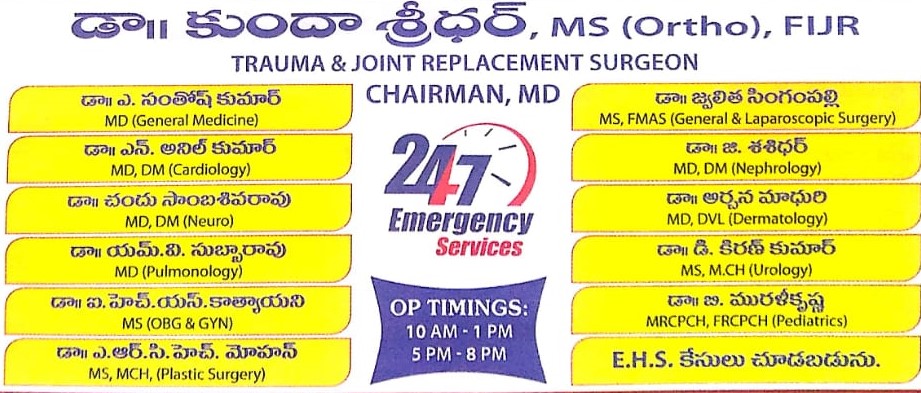 డా॥ కుందా శ్రీధర్, MS (Ortho), FIJR
TRAUMA & JOINT REPLACEMENT SURGEON
CHAIRMAN, MD
డా॥ ఎ. సంతోష్ కుమార్
MD (General Medicine)
డా॥ ఎన్. అనిల్ కుమార్
MD, DM (Cardiology)
డా॥ చందు సాంబశివరావు
MD, DM (Neuro)
డా॥ యమ్.వి. సుబ్బారావు
MD (Pulmonology)
డా॥ ఐ.హెచ్.యస్.కాత్యాయని
MS (OBG & GYN)
డా॥ ఎ.ఆర్.సి.హెచ్. మోహన్
MS, MCH, (Plastic Surgery)
24/7
Emergency
Services
OP TIMINGS:
10 AM - 1 PM
5 PM - 8 PM
డా॥ జ్వలిత సింగంపల్లి
MS, FMAS (General & Laparoscopic Surgery)
డా॥ జి. శశిధర్
MD, DM (Nephrology)
డా॥ అర్చన మాధురి
MD, DVL (Dermatology)
డా॥ డి. కిరణ్ కుమార్
MS, M.CH (Urology)
డా॥ బి. మురళీకృష్ణ
MRCPCH, FRCPCH (Pediatrics)
E.H.S. కేసులు చూడబడును.